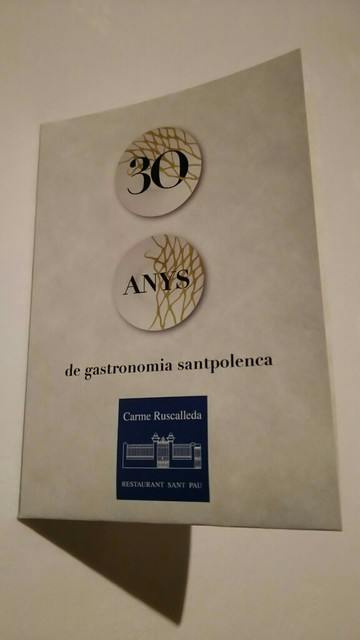 30
ANYS
de gastronomia santpolenca
Carme Ruscalleda
RESTAURANT SANT PAU